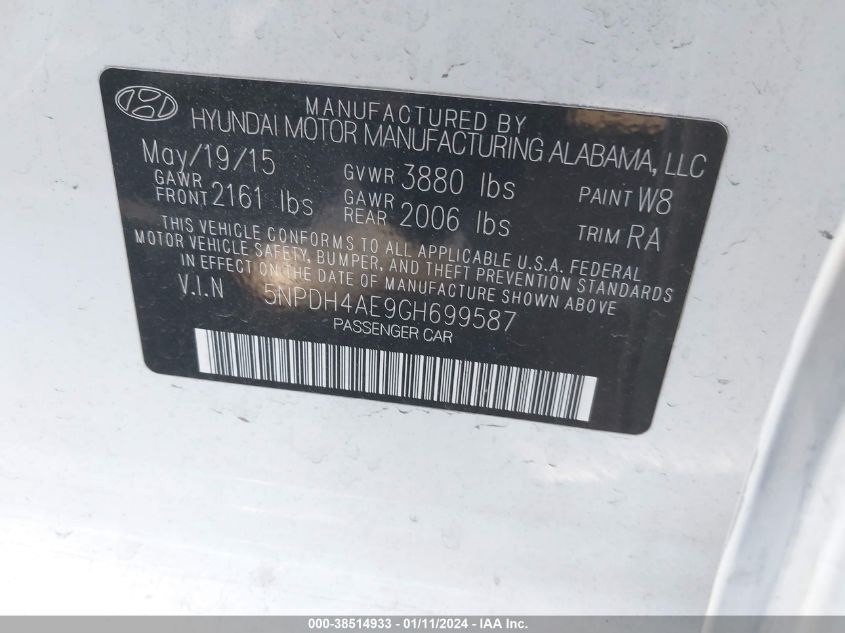 MANUFACTURED BY
HYUNDAI MOTOR MANUFACTURING ALABAMA, LLC
May/19/15 GVWR 3880 lbs PAINT W8
GAWR FRONT 2161 lbs GAWR REAR 2006 lbs TRIM RA
THIS VEHICLE CONFORMS TO ALL APPLICABLE U.S.A. FEDERAL
MOTOR VEHICLE SAFETY, BUMPER, AND THEFT PREVENTION STANDARDS
IN EFFECT ON THE DATE OF MANUFACTURE SHOWN ABOVE
V.I.N 5NPDH4AE9GH699587
PASSENGER CAR
000-38514933 - 01/11/2024 - IAA Inc.